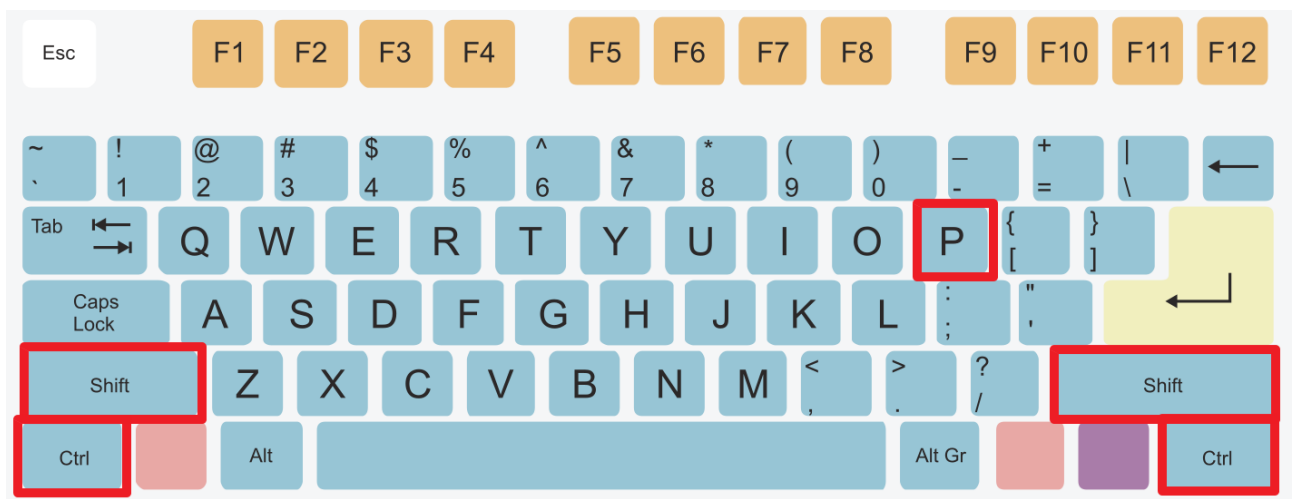 Esc F1 F2 F3 F4 F5 F6 F7 F8 F9 F10 F11 F12
~ ! @ # $ % ^ & * ( ) _ + |
` 1 2 3 4 5 6 7 8 9 0 - = \
Tab Q W E R T Y U I O P { [ } ]
Caps
Lock A S D F G H J K L : ; " '
Shift Z X C V B N M < , > . ? / Shift
Ctrl Alt Alt Gr Ctrl